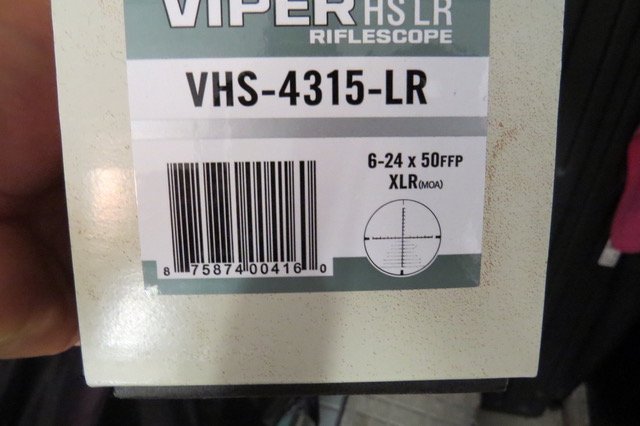 VIPER HS LR
RIFLESCOPE
VHS-4315-LR
6-24 x 50FFP
XLR(MOA)
8 75874 00416 0